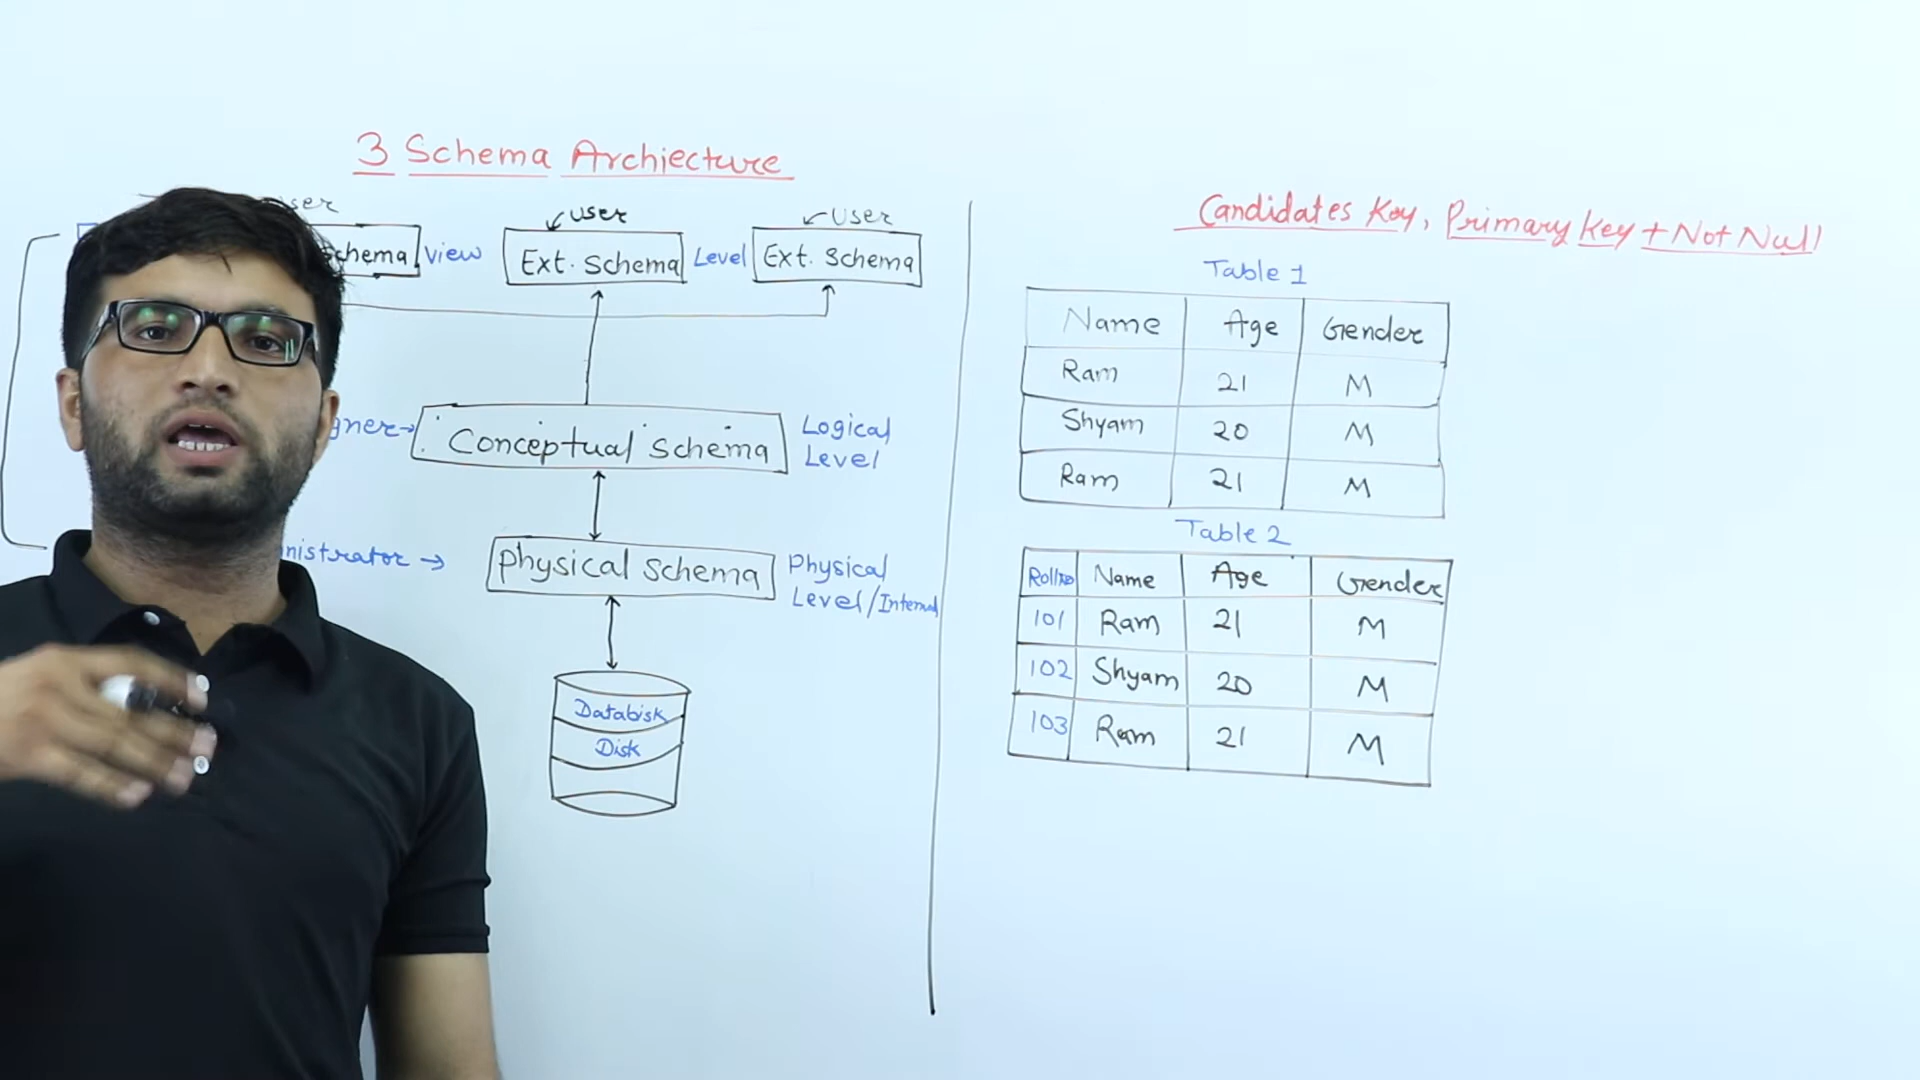 3 Schema Archiecture
user
user
user
schema
View
Ext. Schema
Level
Ext. Schema
Conceptual Schema
Logical
Level
Physical Schema
Physical
Level/Internal
Databisk
Disk
Candidates Key, Primary Key + Not Null
Table 1
Name Age Gender
Ram 21 M
Shyam 20 M
Ram 21 M
Table 2
Rollno Name Age Gender
101 Ram 21 M
102 Shyam 20 M
103 Ram 21 M